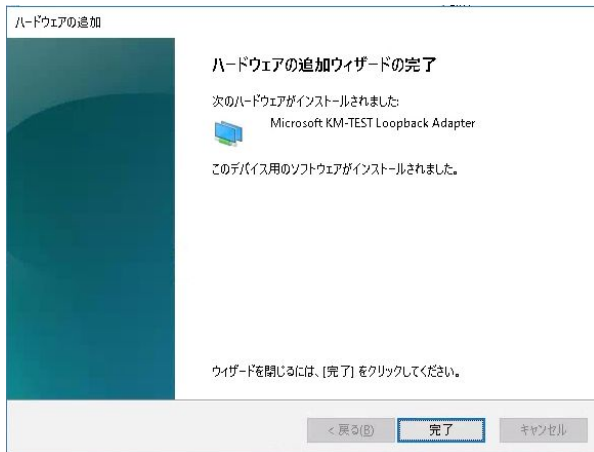 ハードウェアの追加
ハードウェアの追加ウィザードの完了
次のハードウェアがインストールされました:
Microsoft KM-TEST Loopback Adapter
このデバイス用のソフトウェアがインストールされました。
ウィザードを閉じるには、[完了] をクリックしてください。
< 戻る(B)
完了
キャンセル